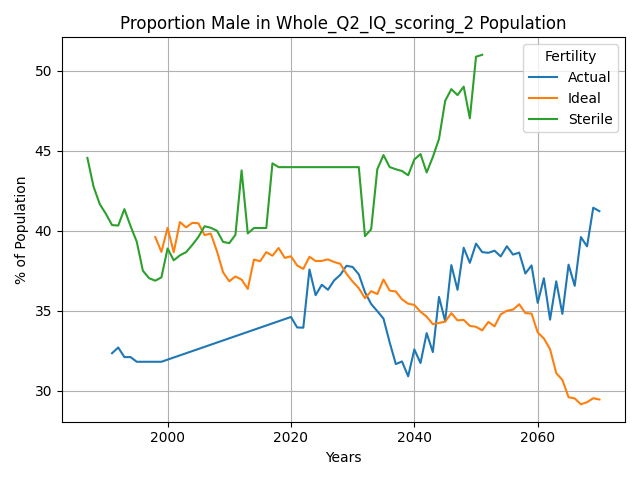 Proportion Male in Whole_Q2_IQ_scoring_2 Population
Fertility
Actual
Ideal
Sterile
% of Population
50
45
40
35
30
2000
2020
2040
2060
Years